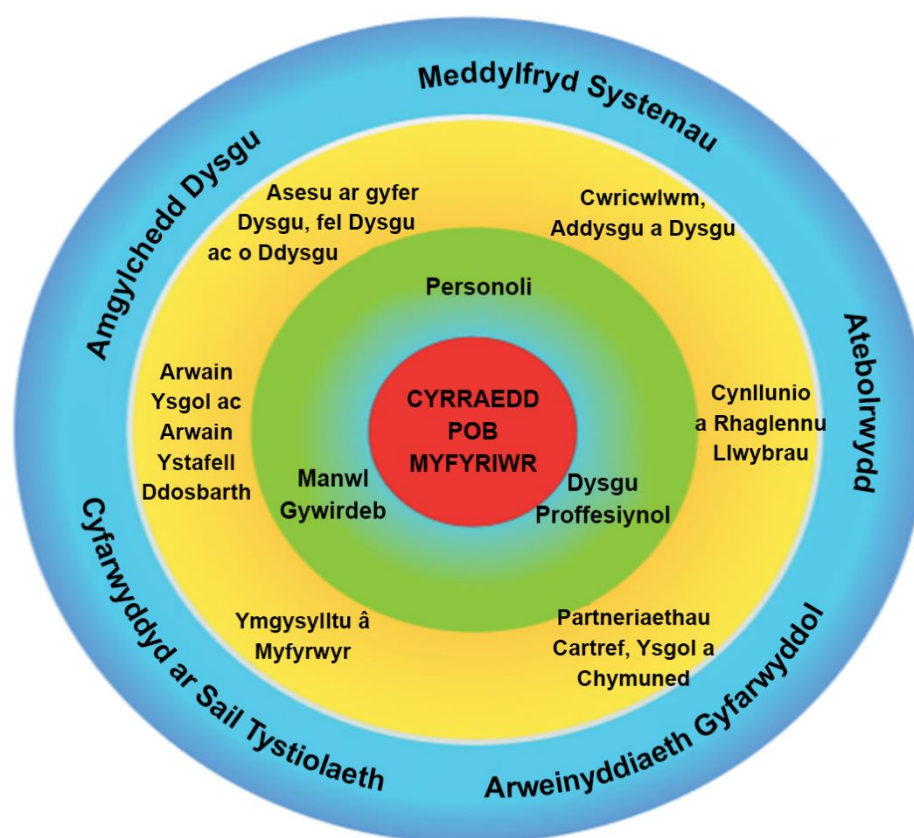 Meddylfryd Systemau
Amgylchedd Dysgu
Asesu ar gyfer
Dysgu, fel Dysgu
ac o Ddysgu
Cwricwlwm,
Addysgu a Dysgu
Personoli
Atebolrwydd
Arwain
Ysgol ac
Arwain
Ystafell
Ddosbarth
CYRRAEDD
POB
MYFYRIWR
Cynllunio
a Rhaglennu
Llwybrau
Manwl
Gywirdeb
Dysgu
Proffesiynol
Cyfarwyddyd ar Sail Tystiolaeth
Ymgysylltu â
Myfyrwyr
Partneriaethau
Cartref, Ysgol a
Chymuned
Arweinyddiaeth Gyfarwyddol